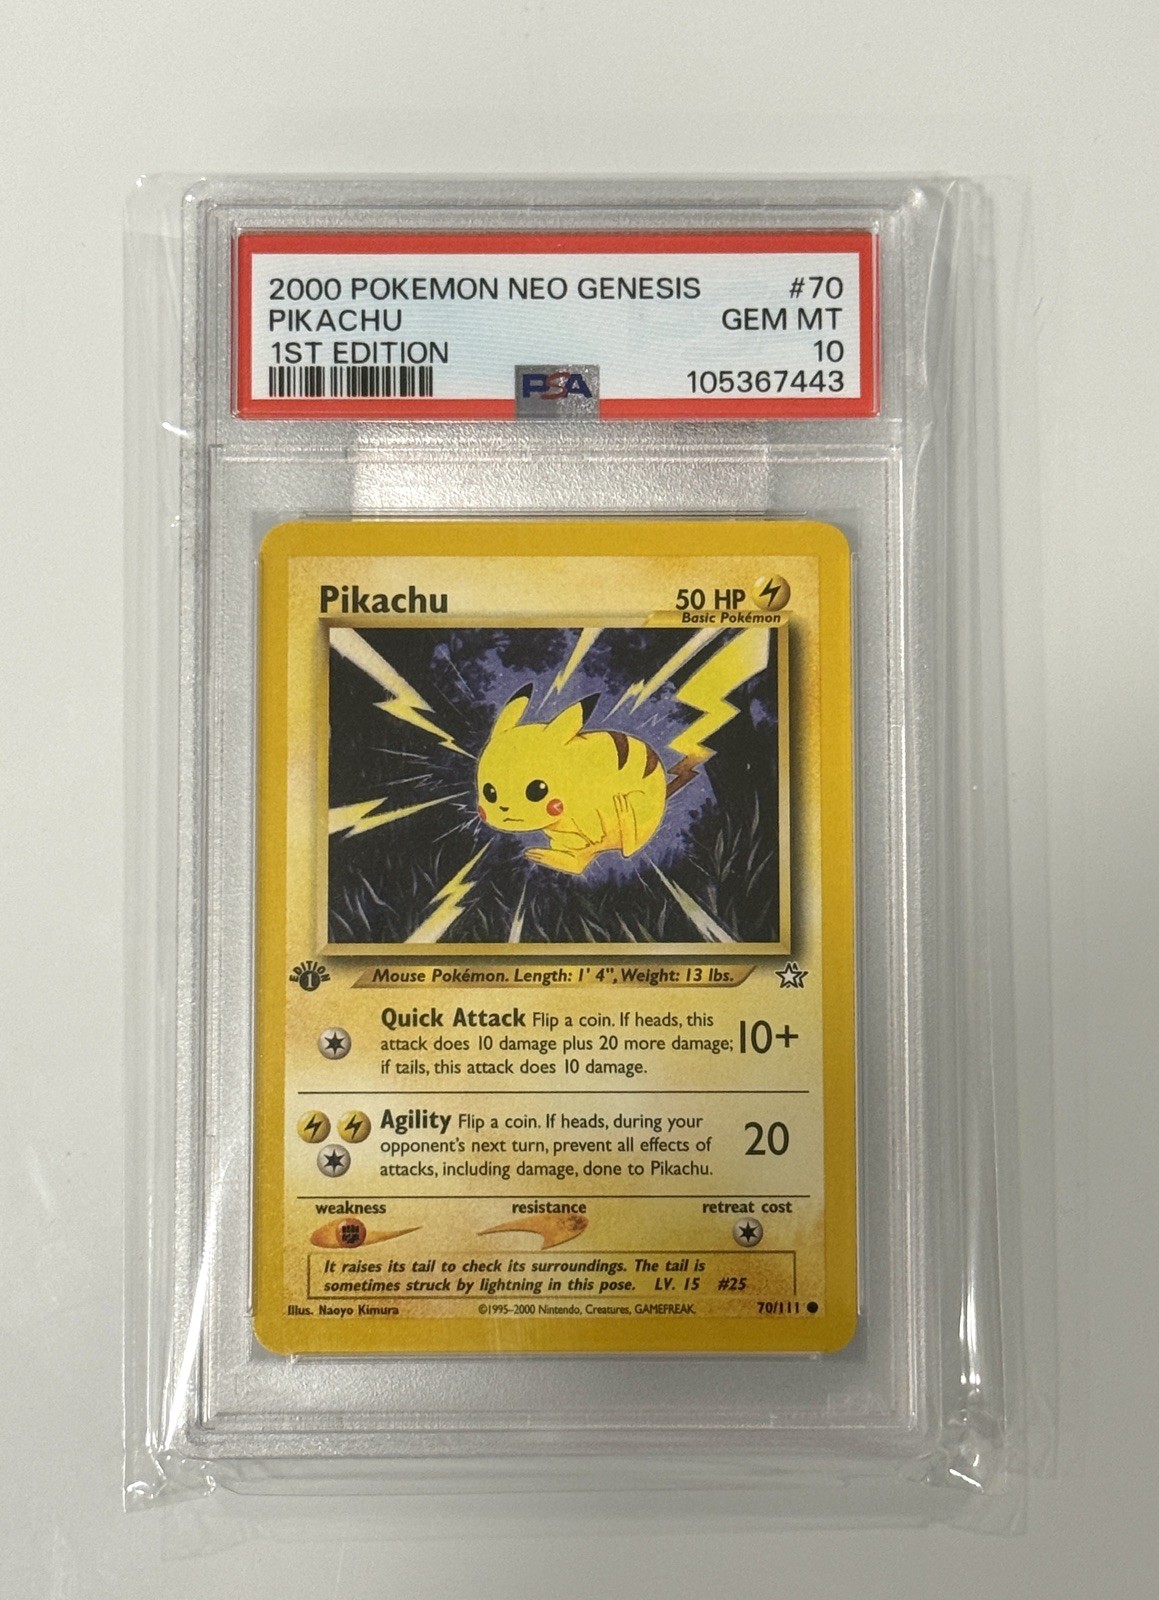 2000 POKEMON NEO GENESIS #70
PIKACHU GEM MT
1ST EDITION 10
PSA 105367443
Pikachu 50 HP
Basic Pokémon
EDITION 1
Mouse Pokémon. Length: 1' 4", Weight: 13 lbs.
Quick Attack Flip a coin. If heads, this
attack does 10 damage plus 20 more damage; 10+
if tails, this attack does 10 damage.
Agility Flip a coin. If heads, during your
opponent's next turn, prevent all effects of 20
attacks, including damage, done to Pikachu.
weakness resistance retreat cost
It raises its tail to check its surroundings. The tail is
sometimes struck by lightning in this pose. LV. 15 #25
Illus. Naoyo Kimura ©1995-2000 Nintendo, Creatures, GAMEFREAK. 70/111